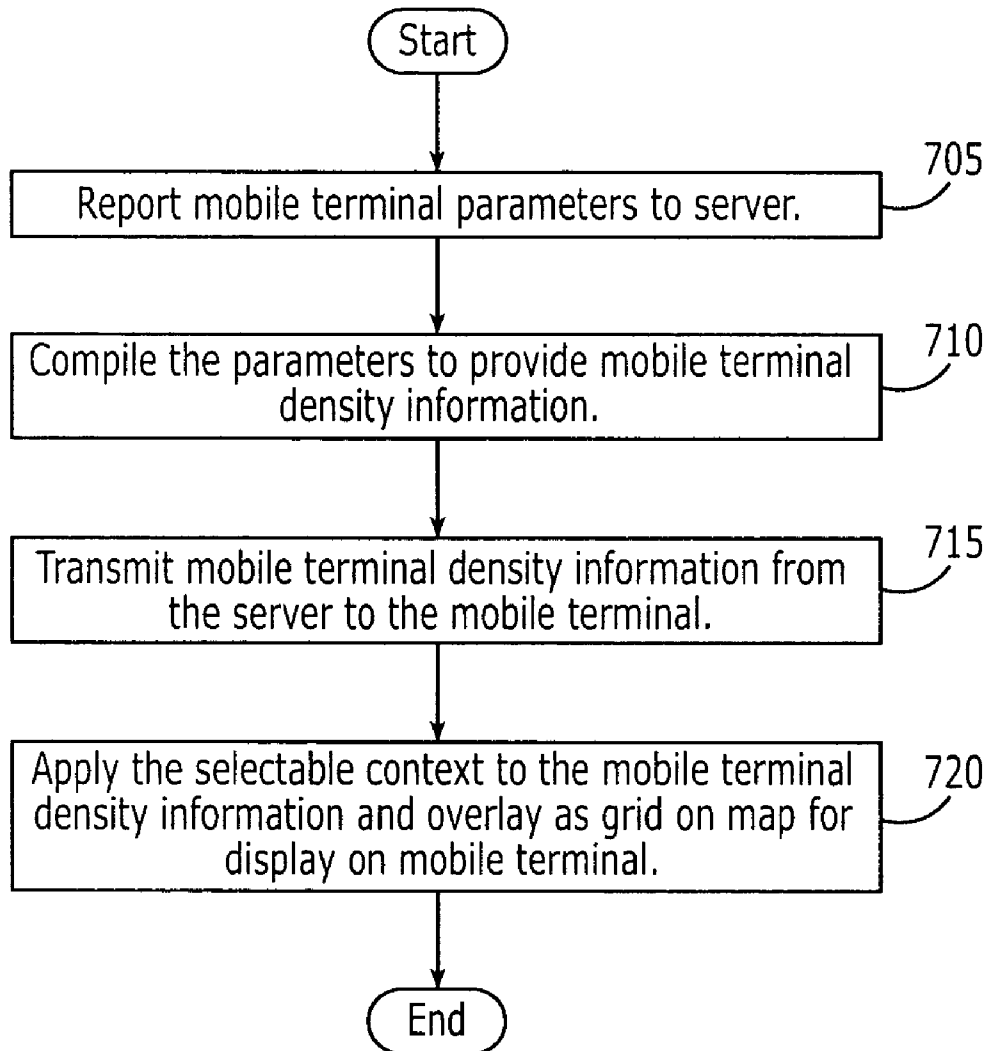 Start
705
Report mobile terminal parameters to server.
710
Compile the parameters to provide mobile terminal
density information.
715
Transmit mobile terminal density information from
the server to the mobile terminal.
720
Apply the selectable context to the mobile terminal
density information and overlay as grid on map for
display on mobile terminal.
End